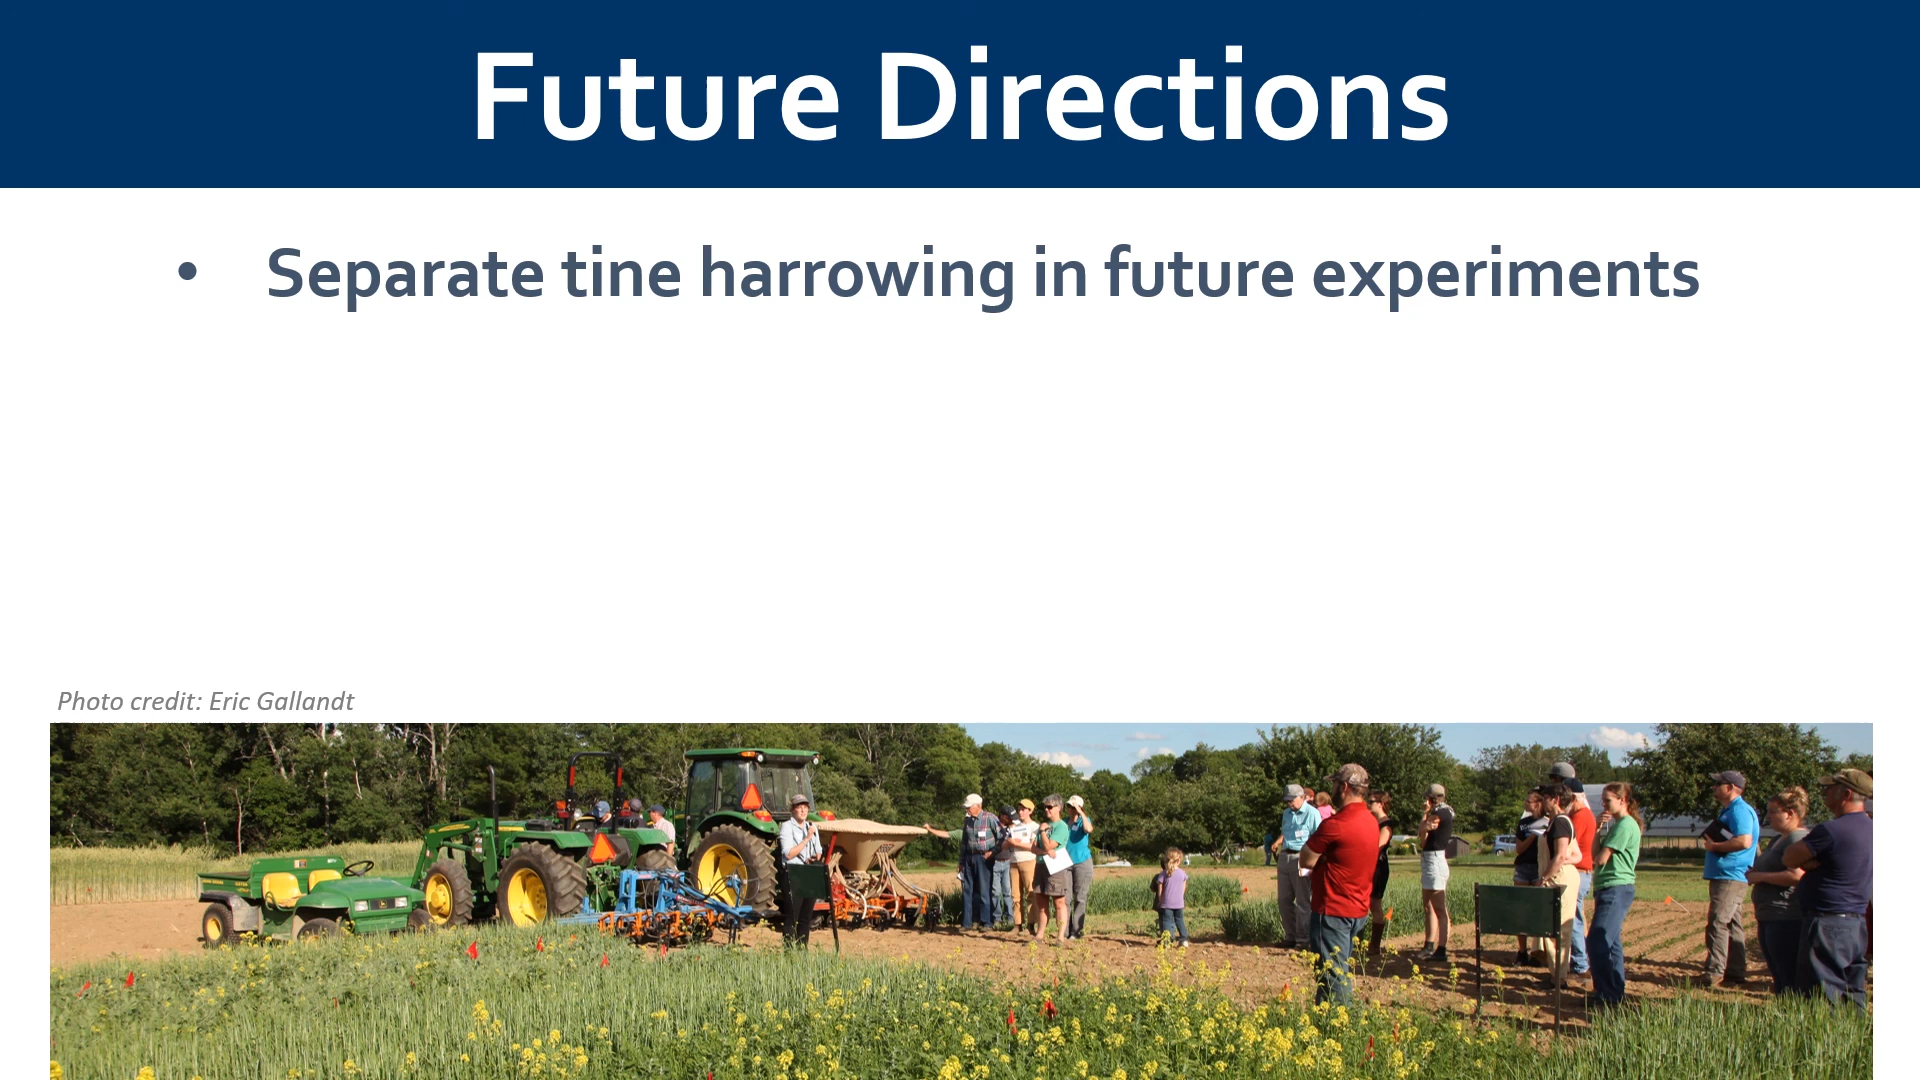 Future Directions
• Separate tine harrowing in future experiments
Photo credit: Eric Gallandt